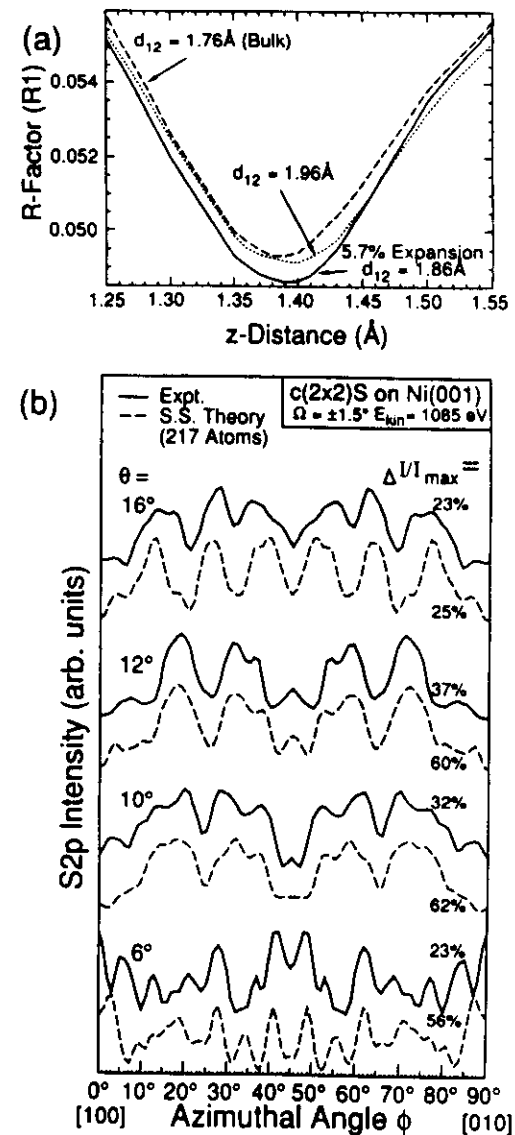 (a)
d12 = 1.76Å (Bulk)
R-Factor (R1)
0.054
0.052
0.050
d12 = 1.96Å
5.7% Expansion
d12 = 1.86Å
1.25 1.30 1.35 1.40 1.45 1.50 1.55
z-Distance (Å)
(b)
Expt.
S.S. Theory
(217 Atoms)
c(2x2)S on Ni(001)
Ω = ±1.5° Ekin = 1085 eV
θ =
ΔI/Imax =
16°
23%
25%
12°
37%
60%
10°
32%
62%
6°
23%
56%
S2p Intensity (arb. units)
0° 10° 20° 30° 40° 50° 60° 70° 80° 90°
[100] Azimuthal Angle ϕ [010]